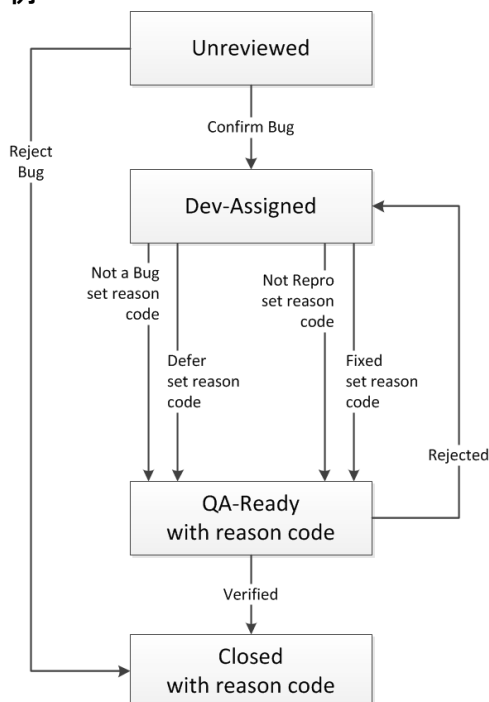 Unreviewed
Confirm Bug
Reject
Bug
Dev-Assigned
Not a Bug
set reason
code
Defer
set reason
code
Not Repro
set reason
code
Fixed
set reason
code
Rejected
QA-Ready
with reason code
Verified
Closed
with reason code